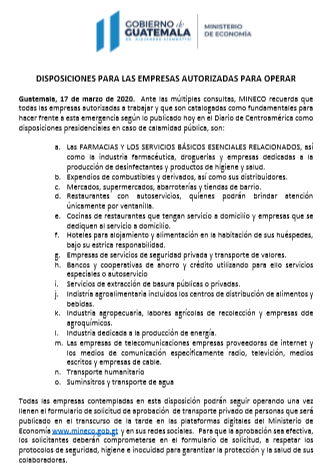 GOBIERNO de
GUATEMALA
DR. ALEJANDRO GIAMMATTEI
MINISTERIO
DE ECONOMÍA
DISPOSICIONES PARA LAS EMPRESAS AUTORIZADAS PARA OPERAR
Guatemala, 17 de marzo de 2020. Ante las múltiples consultas, MINECO recuerda que
todas las empresas autorizadas a trabajar y que son catalogadas como fundamentales para
hacer frente a esta emergencia según lo publicado hoy en el Diario de Centroamérica como
disposiciones presidenciales en caso de calamidad pública, son:
a. Las FARMACIAS Y LOS SERVICIOS BÁSICOS ESENCIALES RELACIONADOS, así
como la industria farmacéutica, droguerías y empresas dedicadas a la
producción de desinfectantes y productos de higiene y salud.
b. Expendios de combustibles y derivados, así como sus distribuidores.
c. Mercados, supermercados, abarroterías y tiendas de barrio.
d. Restaurantes con autoservicios, quienes podrán brindar atención
únicamente por ventanilla.
e. Cocinas de restaurantes que tengan servicio a domicilio y empresas que se
dediquen al servicio a domicilio.
f. Hoteles para alojamiento y alimentación en la habitación de sus huéspedes,
bajo su estrica responsabilidad.
g. Empresas de servicios de seguridad privada y transporte de valores.
h. Bancos y cooperativas de ahorro y crédito utilizando para ello servicios
especiales o autoservicio
i. Servicios de extracción de basura públicas o privadas.
j. Indistria agroalimentaria incluidos los centros de distribución de alimentos y
bebidas.
k. Industria agropecuaria, labores agrícolas de recolección y empresas dde
agroquímicos.
l. Industria dedicada a la producción de energía.
m. Las empresas de telecomunicaciones empresas proveedoras de internet y
los medios de comunicación específicamente radio, televisión, medios
escritos y empresas de cable.
n. Transporte humanitario
o. Suminsitros y transporte de agua
Todas las empresas contempladas en esta disposición podrán seguir operando una vez
llenen el formulario de solicitud de aprobación de transporte privado de personas que será
publicado en el transcurso de la tarde en las plataformas digitales del Ministerio de
Economía www.mineco.gob.gt y en sus redes sociales. Para que la aprobación sea efectiva,
los solicitantes deberán comprometerse en el formulario de solicitud, a respetar los
protocolos de seguridad, higiene e inocuidad para garantizar la protección y la salud de sus
colaboradores.